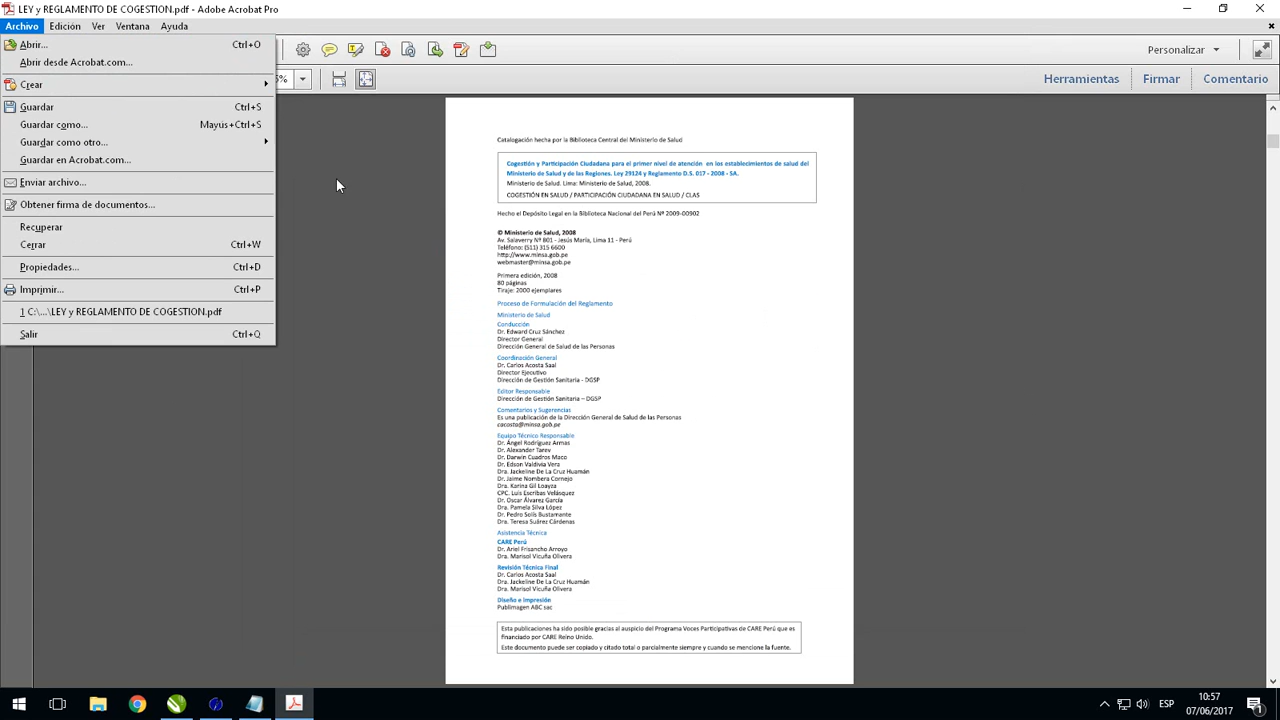 LEY y REGLAMENTO DE COGESTION.pdf - Adobe Acrobat Pro
Archivo Edición Ver Ventana Ayuda
Abrir... Ctrl+O
Abrir desde Acrobat.com...
Crear
Guardar Ctrl+S
Guardar como... Mayús+Ctrl+S
Guardar como otro...
Guardar en Acrobat.com...
Enviar archivo...
Obtener firma de documentos...
Recuperar
Cerrar Ctrl+W
Propiedades... Ctrl+D
Imprimir... Ctrl+P
1 C:\... LEY y REGLAMENTO DE COGESTION.pdf
Salir
Personalizar
Herramientas Firmar Comentario
Catalogación hecha por la Biblioteca Central del Ministerio de Salud
Cogestión y Participación Ciudadana para el primer nivel de atención en los establecimientos de salud del
Ministerio de Salud y de las Regiones. Ley 29124 y Reglamento D.S. 017 - 2008 - SA.
Ministerio de Salud. Lima: Ministerio de Salud, 2008.
COGESTIÓN EN SALUD / PARTICIPACIÓN CIUDADANA EN SALUD / CLAS
Hecho el Depósito Legal en la Biblioteca Nacional del Perú Nº 2009-00902
© Ministerio de Salud, 2008
Av. Salaverry Nº 801 - Jesús María, Lima 11 - Perú
Teléfono: (511) 315 6600
http://www.minsa.gob.pe
webmaster@minsa.gob.pe
Primera edición, 2008
80 páginas
Tiraje: 2000 ejemplares
Proceso de Formulación del Reglamento
Ministerio de Salud
Conducción
Dr. Edward Cruz Sánchez
Director General
Dirección General de Salud de las Personas
Coordinación General
Dr. Carlos Acosta Saal
Director Ejecutivo
Dirección de Gestión Sanitaria - DGSP
Editor Responsable
Dirección de Gestión Sanitaria – DGSP
Comentarios y Sugerencias
Es una publicación de la Dirección General de Salud de las Personas
cacosta@minsa.gob.pe
Equipo Técnico Responsable
Dr. Ángel Rodríguez Armas
Dr. Alexander Tarev
Dr. Darwin Cuadros Maco
Dr. Edson Valdivia Vera
Dra. Jackeline De La Cruz Huamán
Dr. Jaime Nombera Cornejo
Dra. Karina Gil Loayza
CPC. Luis Escribas Velásquez
Dr. Oscar Álvarez García
Dra. Pamela Silva López
Dr. Pedro Solís Bustamante
Dra. Teresa Suárez Cárdenas
Asistencia Técnica
CARE Perú
Dr. Ariel Frisancho Arroyo
Dra. Marisol Vicuña Olivera
Revisión Técnica Final
Dr. Carlos Acosta Saal
Dra. Jackeline De La Cruz Huamán
Dra. Marisol Vicuña Olivera
Diseño e impresión
Publimagen ABC sac
Esta publicaciones ha sido posible gracias al auspicio del Programa Voces Participativas de CARE Perú que es
financiado por CARE Reino Unido.
Este documento puede ser copiado y citado total o parcialmente siempre y cuando se mencione la fuente.
ESP
10:57
07/06/2017